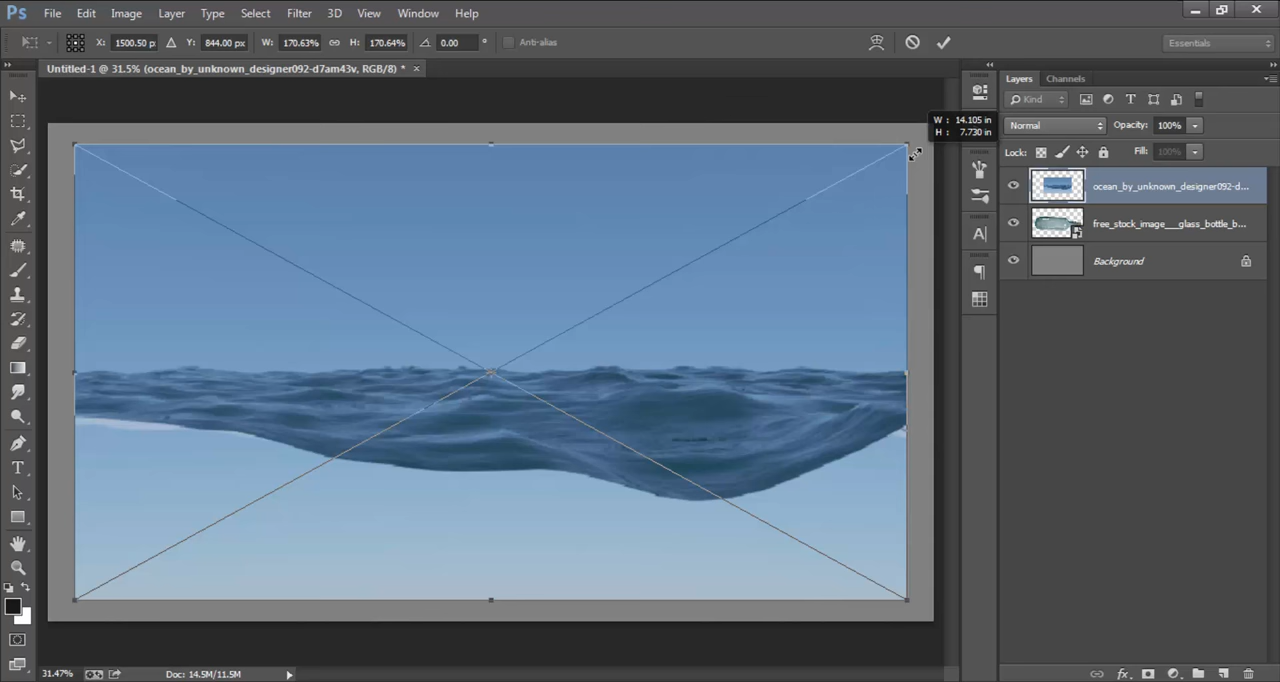 Ps File Edit Image Layer Type Select Filter 3D View Window Help
X: 1500.50 p Y: 844.00 px W: 170.63% H: 170.64% 0.00 ° Anti-alias Essentials
Untitled-1 @ 31.5% (ocean_by_unknown_designer092-d7am43v, RGB/8) * ×
Layers Channels
Kind T
W : 14.105 in
H : 7.730 in
Normal Opacity: 100%
Lock: Fill: 100%
ocean_by_unknown_designer092-d...
free_stock_image___glass_bottle_b...
Background
A
T
31.47% Doc: 14.5M/11.5M fx